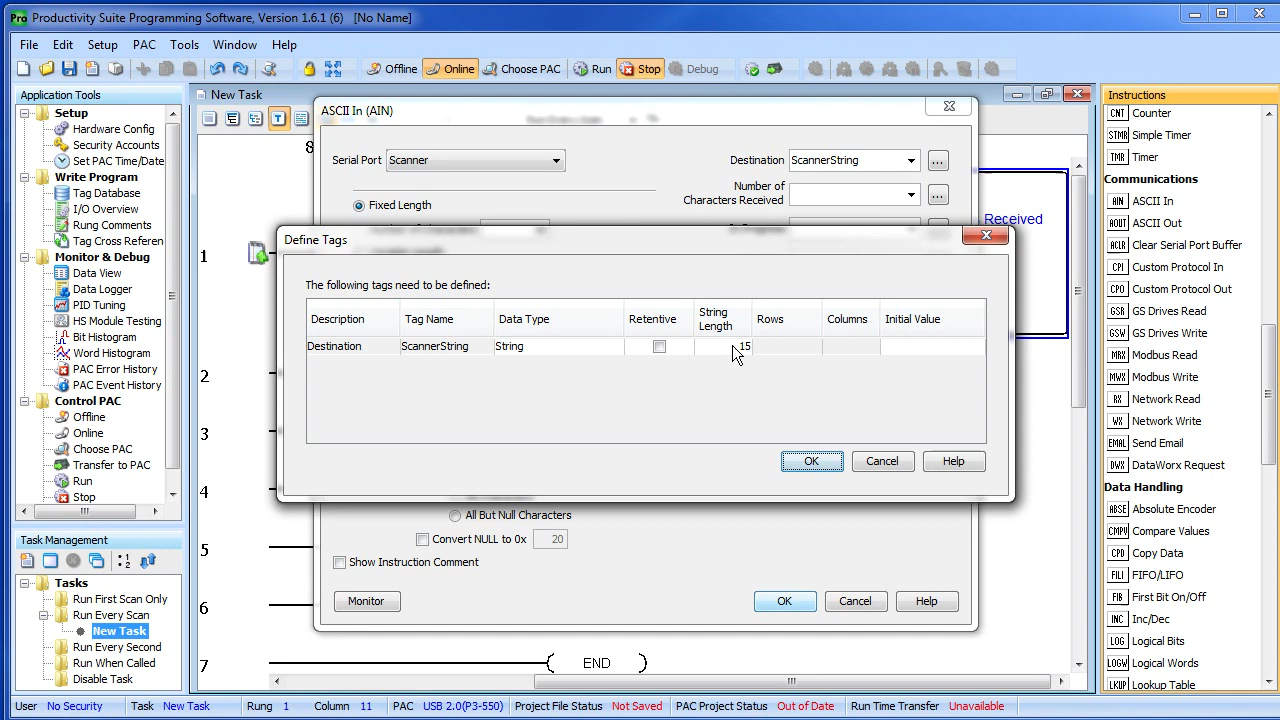 Pro Productivity Suite Programming Software, Version 1.6.1 (6) [No Name]
File Edit Setup PAC Tools Window Help
Offline Online Choose PAC Run Stop Debug
Application Tools
Setup
Hardware Config
Security Accounts
Set PAC Time/Date
Write Program
Tag Database
I/O Overview
Rung Comments
Tag Cross Referen
Monitor & Debug
Data View
Data Logger
PID Tuning
HS Module Testing
Bit Histogram
Word Histogram
PAC Error History
PAC Event History
Control PAC
Offline
Online
Choose PAC
Transfer to PAC
Run
Stop
Task Management
Tasks
Run First Scan Only
Run Every Scan
New Task
Run Every Second
Run When Called
Disable Task
New Task
8
1
2
3
4
5
6
7
END
Received
ASCII In (AIN)
Serial Port Scanner
Destination ScannerString
Number of
Characters Received
Fixed Length
Define Tags
The following tags need to be defined:
Description Tag Name Data Type Retentive String Length Rows Columns Initial Value
Destination ScannerString String 15
OK Cancel Help
All But Null Characters
Convert NULL to 0x 20
Show Instruction Comment
Monitor OK Cancel Help
Instructions
CNT Counter
STMR Simple Timer
TMR Timer
Communications
AIN ASCII In
AOUT ASCII Out
ACLR Clear Serial Port Buffer
CPI Custom Protocol In
CPO Custom Protocol Out
GSR GS Drives Read
GSW GS Drives Write
MRX Modbus Read
MWX Modbus Write
RX Network Read
WX Network Write
EMAL Send Email
DWX DataWorx Request
Data Handling
ABSE Absolute Encoder
CMPV Compare Values
CPD Copy Data
FILI FIFO/LIFO
FIB First Bit On/Off
INC Inc/Dec
LOG Logical Bits
LOGW Logical Words
LKUP Lookup Table
User No Security Task New Task Rung 1 Column 11 PAC USB 2.0(P3-550) Project File Status Not Saved PAC Project Status Out of Date Run Time Transfer Unavailable